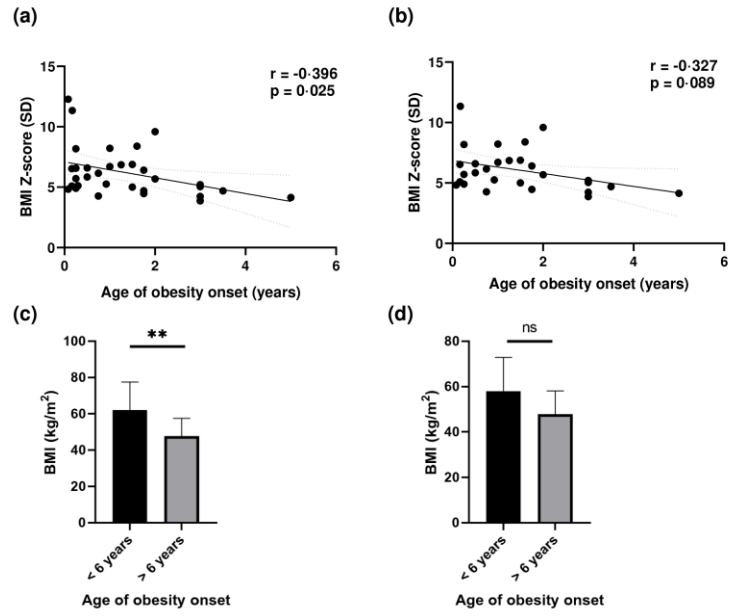 (a)
r = -0·396
p = 0·025
BMI Z-score (SD)
15
10
5
0
0
2
4
6
Age of obesity onset (years)
(b)
r = -0·327
p = 0·089
BMI Z-score (SD)
15
10
5
0
0
2
4
6
Age of obesity onset (years)
(c)
**
BMI (kg/m²)
100
80
60
40
20
0
< 6 years
> 6 years
Age of obesity onset
(d)
ns
BMI (kg/m²)
80
60
40
20
0
< 6 years
> 6 years
Age of obesity onset